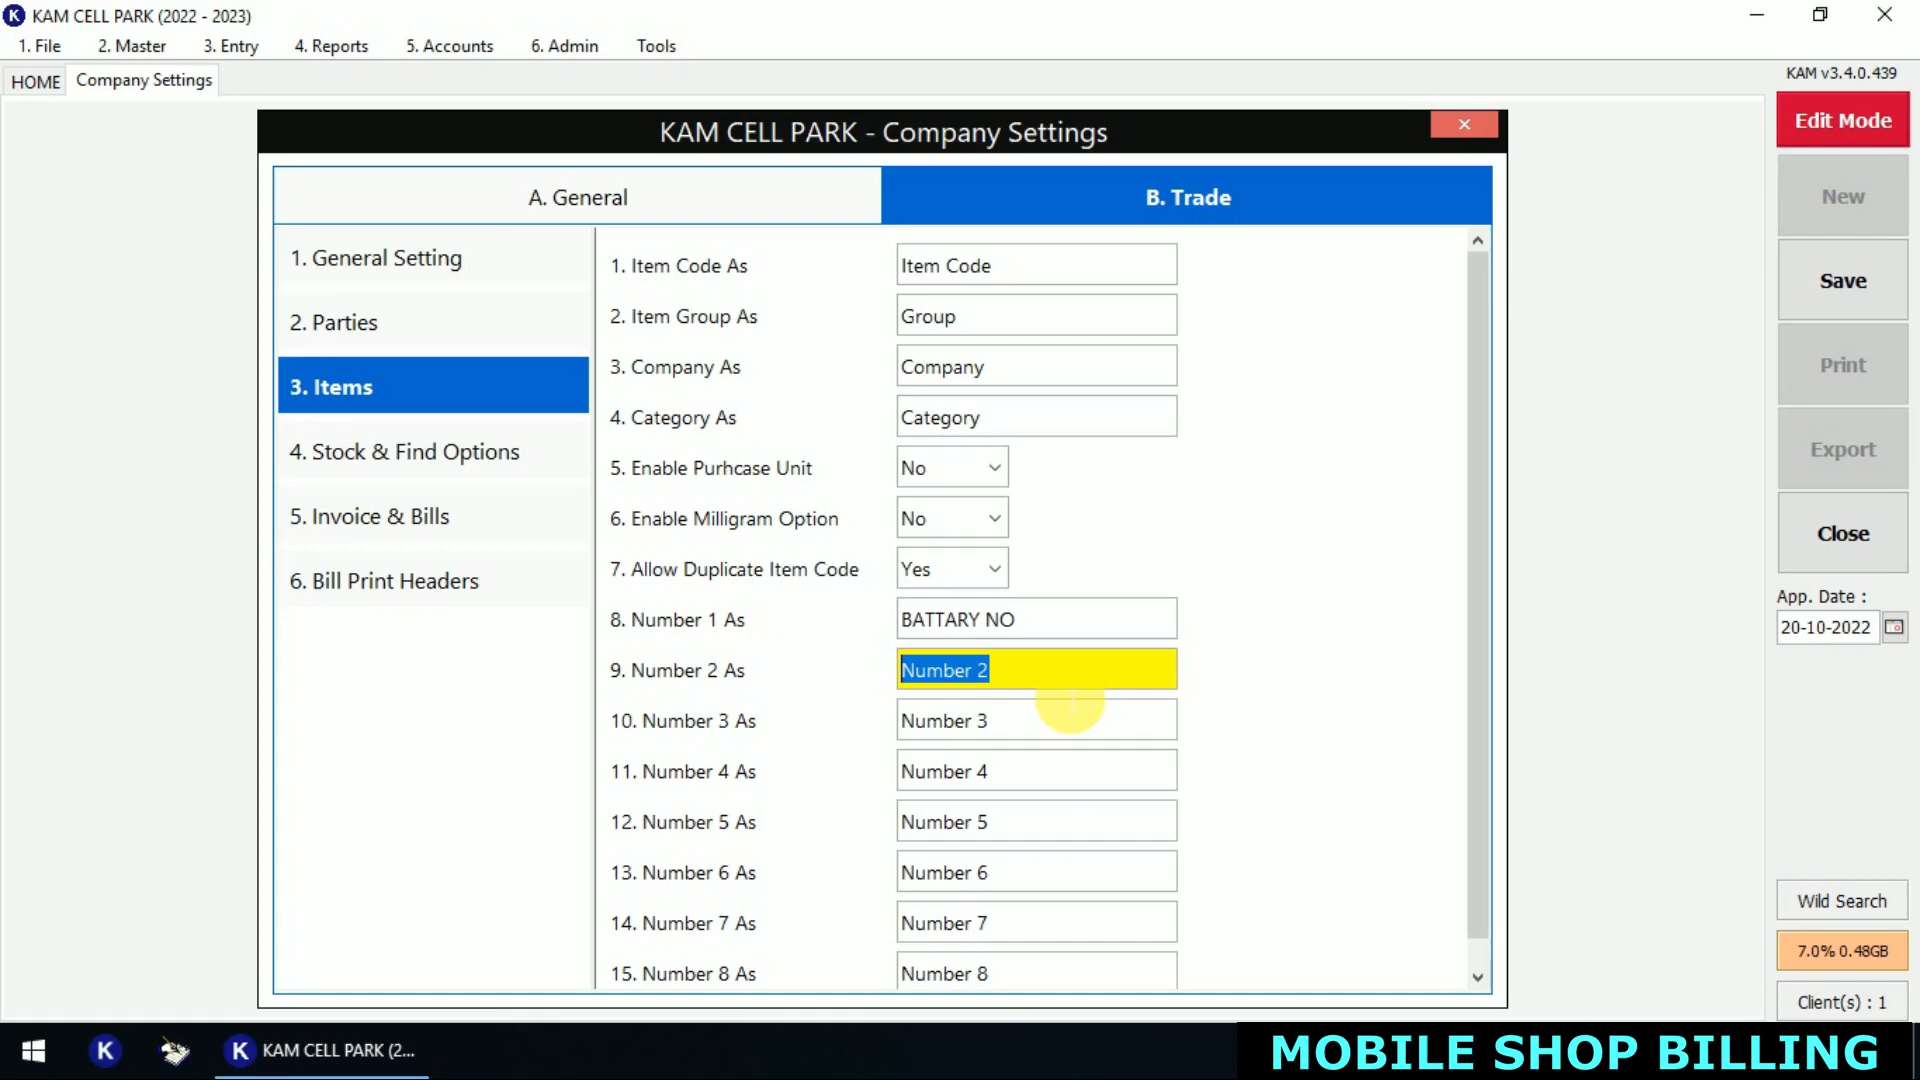 KAM CELL PARK (2022 - 2023)
1. File 2. Master 3. Entry 4. Reports 5. Accounts 6. Admin Tools
HOME Company Settings
KAM v3.4.0.439
KAM CELL PARK - Company Settings
Edit Mode
A. General
B. Trade
New
Save
Print
Export
Close
App. Date :
20-10-2022
1. General Setting
2. Parties
3. Items
4. Stock & Find Options
5. Invoice & Bills
6. Bill Print Headers
1. Item Code As Item Code
2. Item Group As Group
3. Company As Company
4. Category As Category
5. Enable Purhcase Unit No
6. Enable Milligram Option No
7. Allow Duplicate Item Code Yes
8. Number 1 As BATTARY NO
9. Number 2 As Number 2
10. Number 3 As Number 3
11. Number 4 As Number 4
12. Number 5 As Number 5
13. Number 6 As Number 6
14. Number 7 As Number 7
15. Number 8 As Number 8
Wild Search
7.0% 0.48GB
Client(s) : 1
K K KAM CELL PARK (2...
MOBILE SHOP BILLING